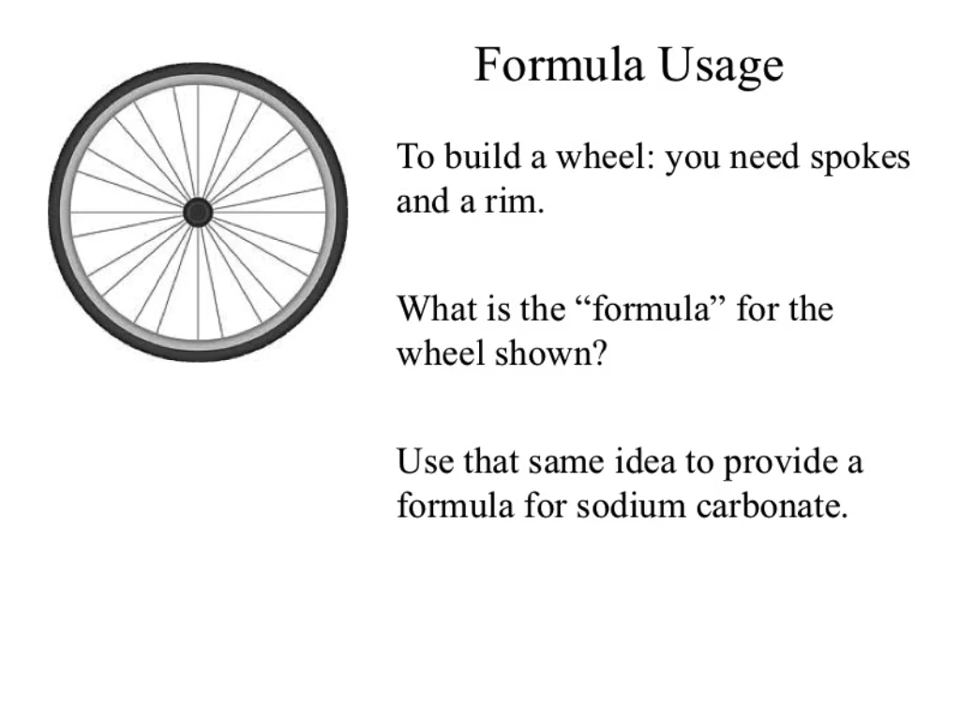 Formula Usage
To build a wheel: you need spokes
and a rim.
What is the “formula” for the
wheel shown?
Use that same idea to provide a
formula for sodium carbonate.